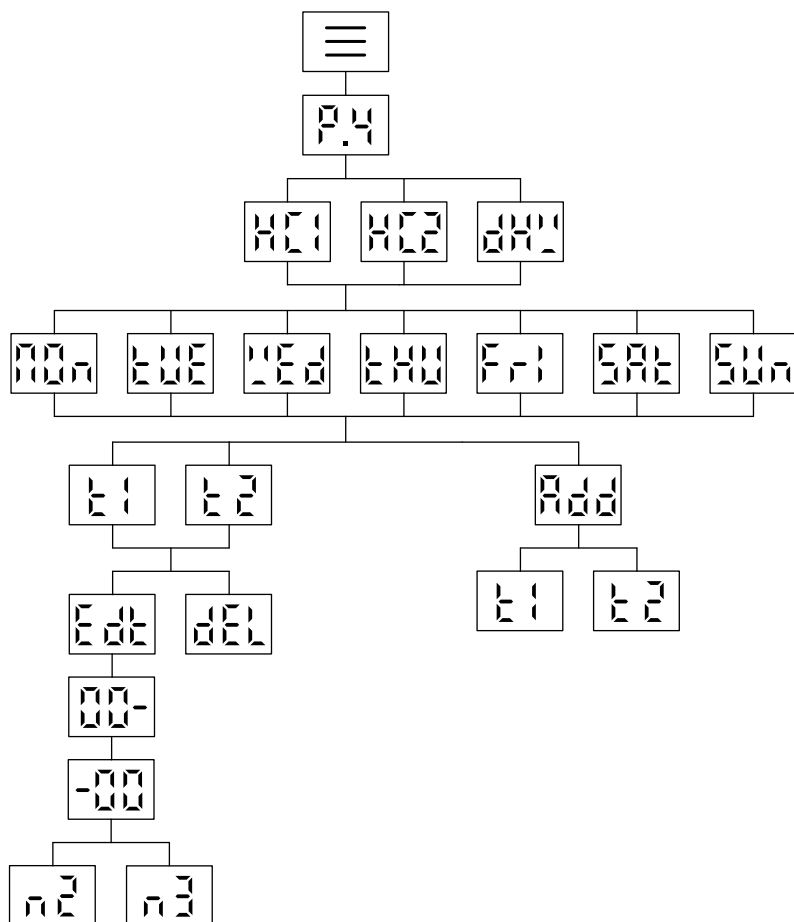 P.4
HC1 HC2 dHW
MOn tUE WEd tHU FrI SAt SUn
t1 t2 Add
t1 t2
Edt dEL
00-
-00
n2 n3